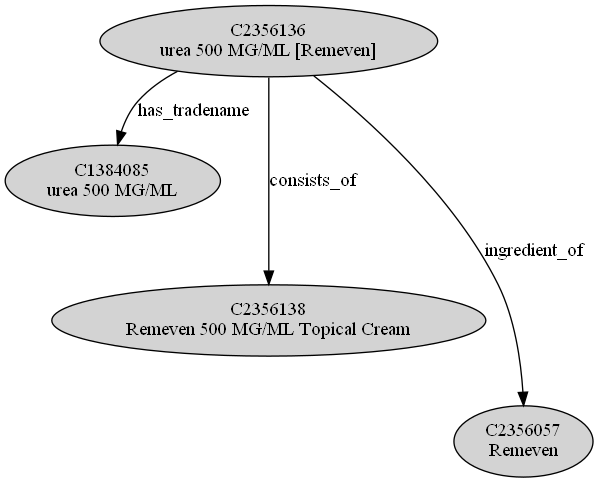 C2356136
urea 500 MG/ML [Remeven]
has_tradename
C1384085
urea 500 MG/ML
consists_of
ingredient_of
C2356138
Remeven 500 MG/ML Topical Cream
C2356057
Remeven